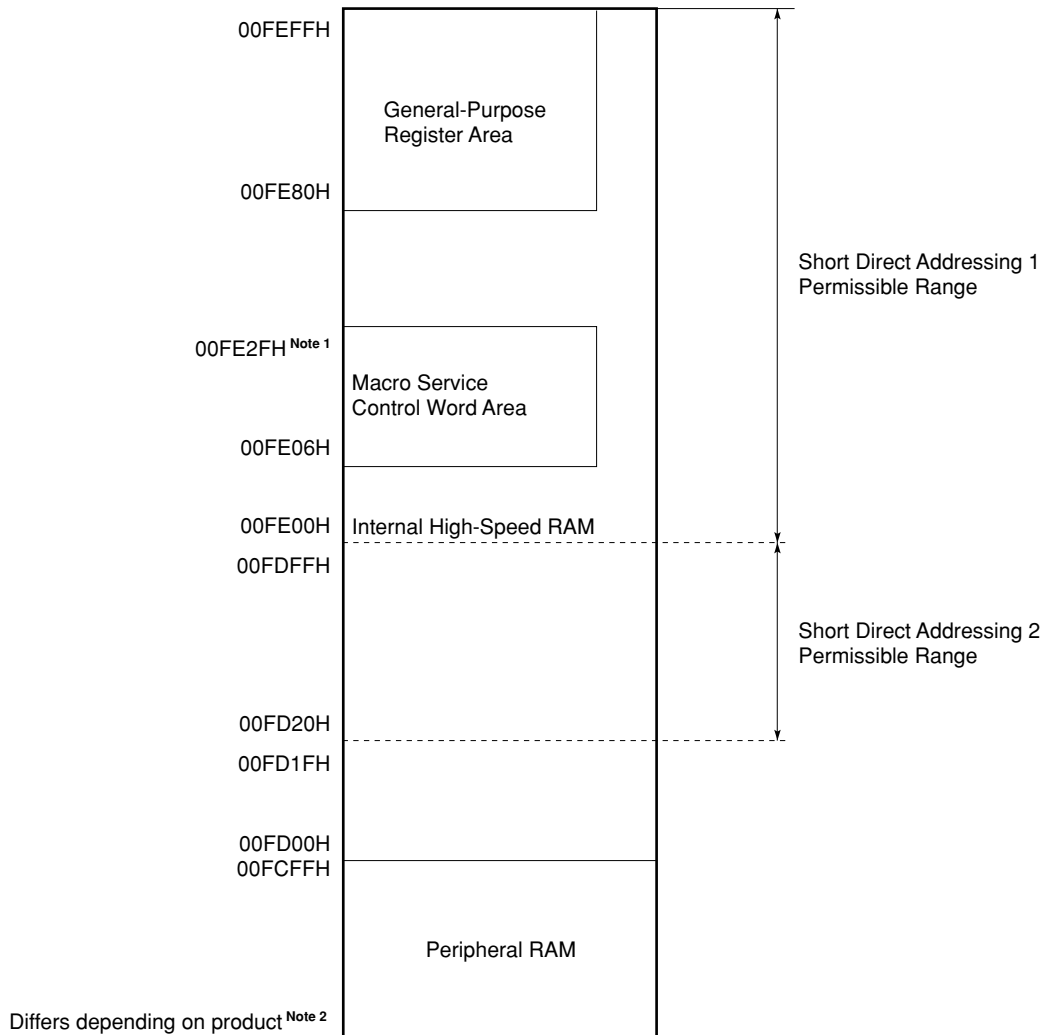 00FEFFH
General-Purpose
Register Area
00FE80H
Short Direct Addressing 1
Permissible Range
00FE2FH Note 1
Macro Service
Control Word Area
00FE06H
00FE00H
Internal High-Speed RAM
00FDFFH
Short Direct Addressing 2
Permissible Range
00FD20H
00FD1FH
00FD00H
00FCFFH
Peripheral RAM
Differs depending on product Note 2